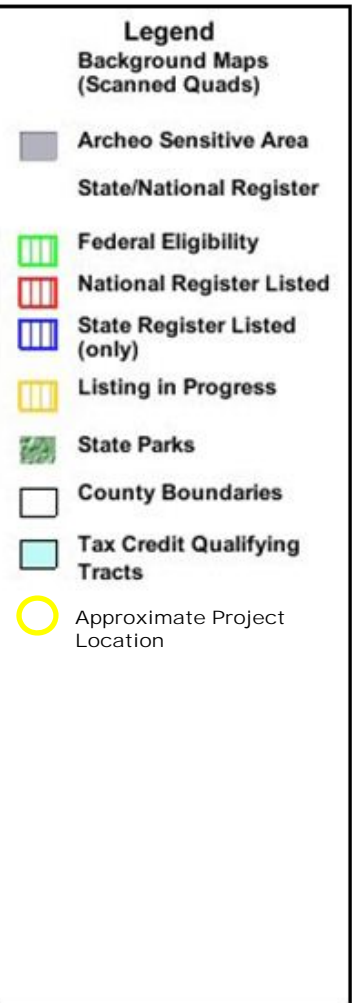 Legend
Background Maps
(Scanned Quads)
Archeo Sensitive Area
State/National Register
Federal Eligibility
National Register Listed
State Register Listed
(only)
Listing in Progress
State Parks
County Boundaries
Tax Credit Qualifying
Tracts
Approximate Project
Location